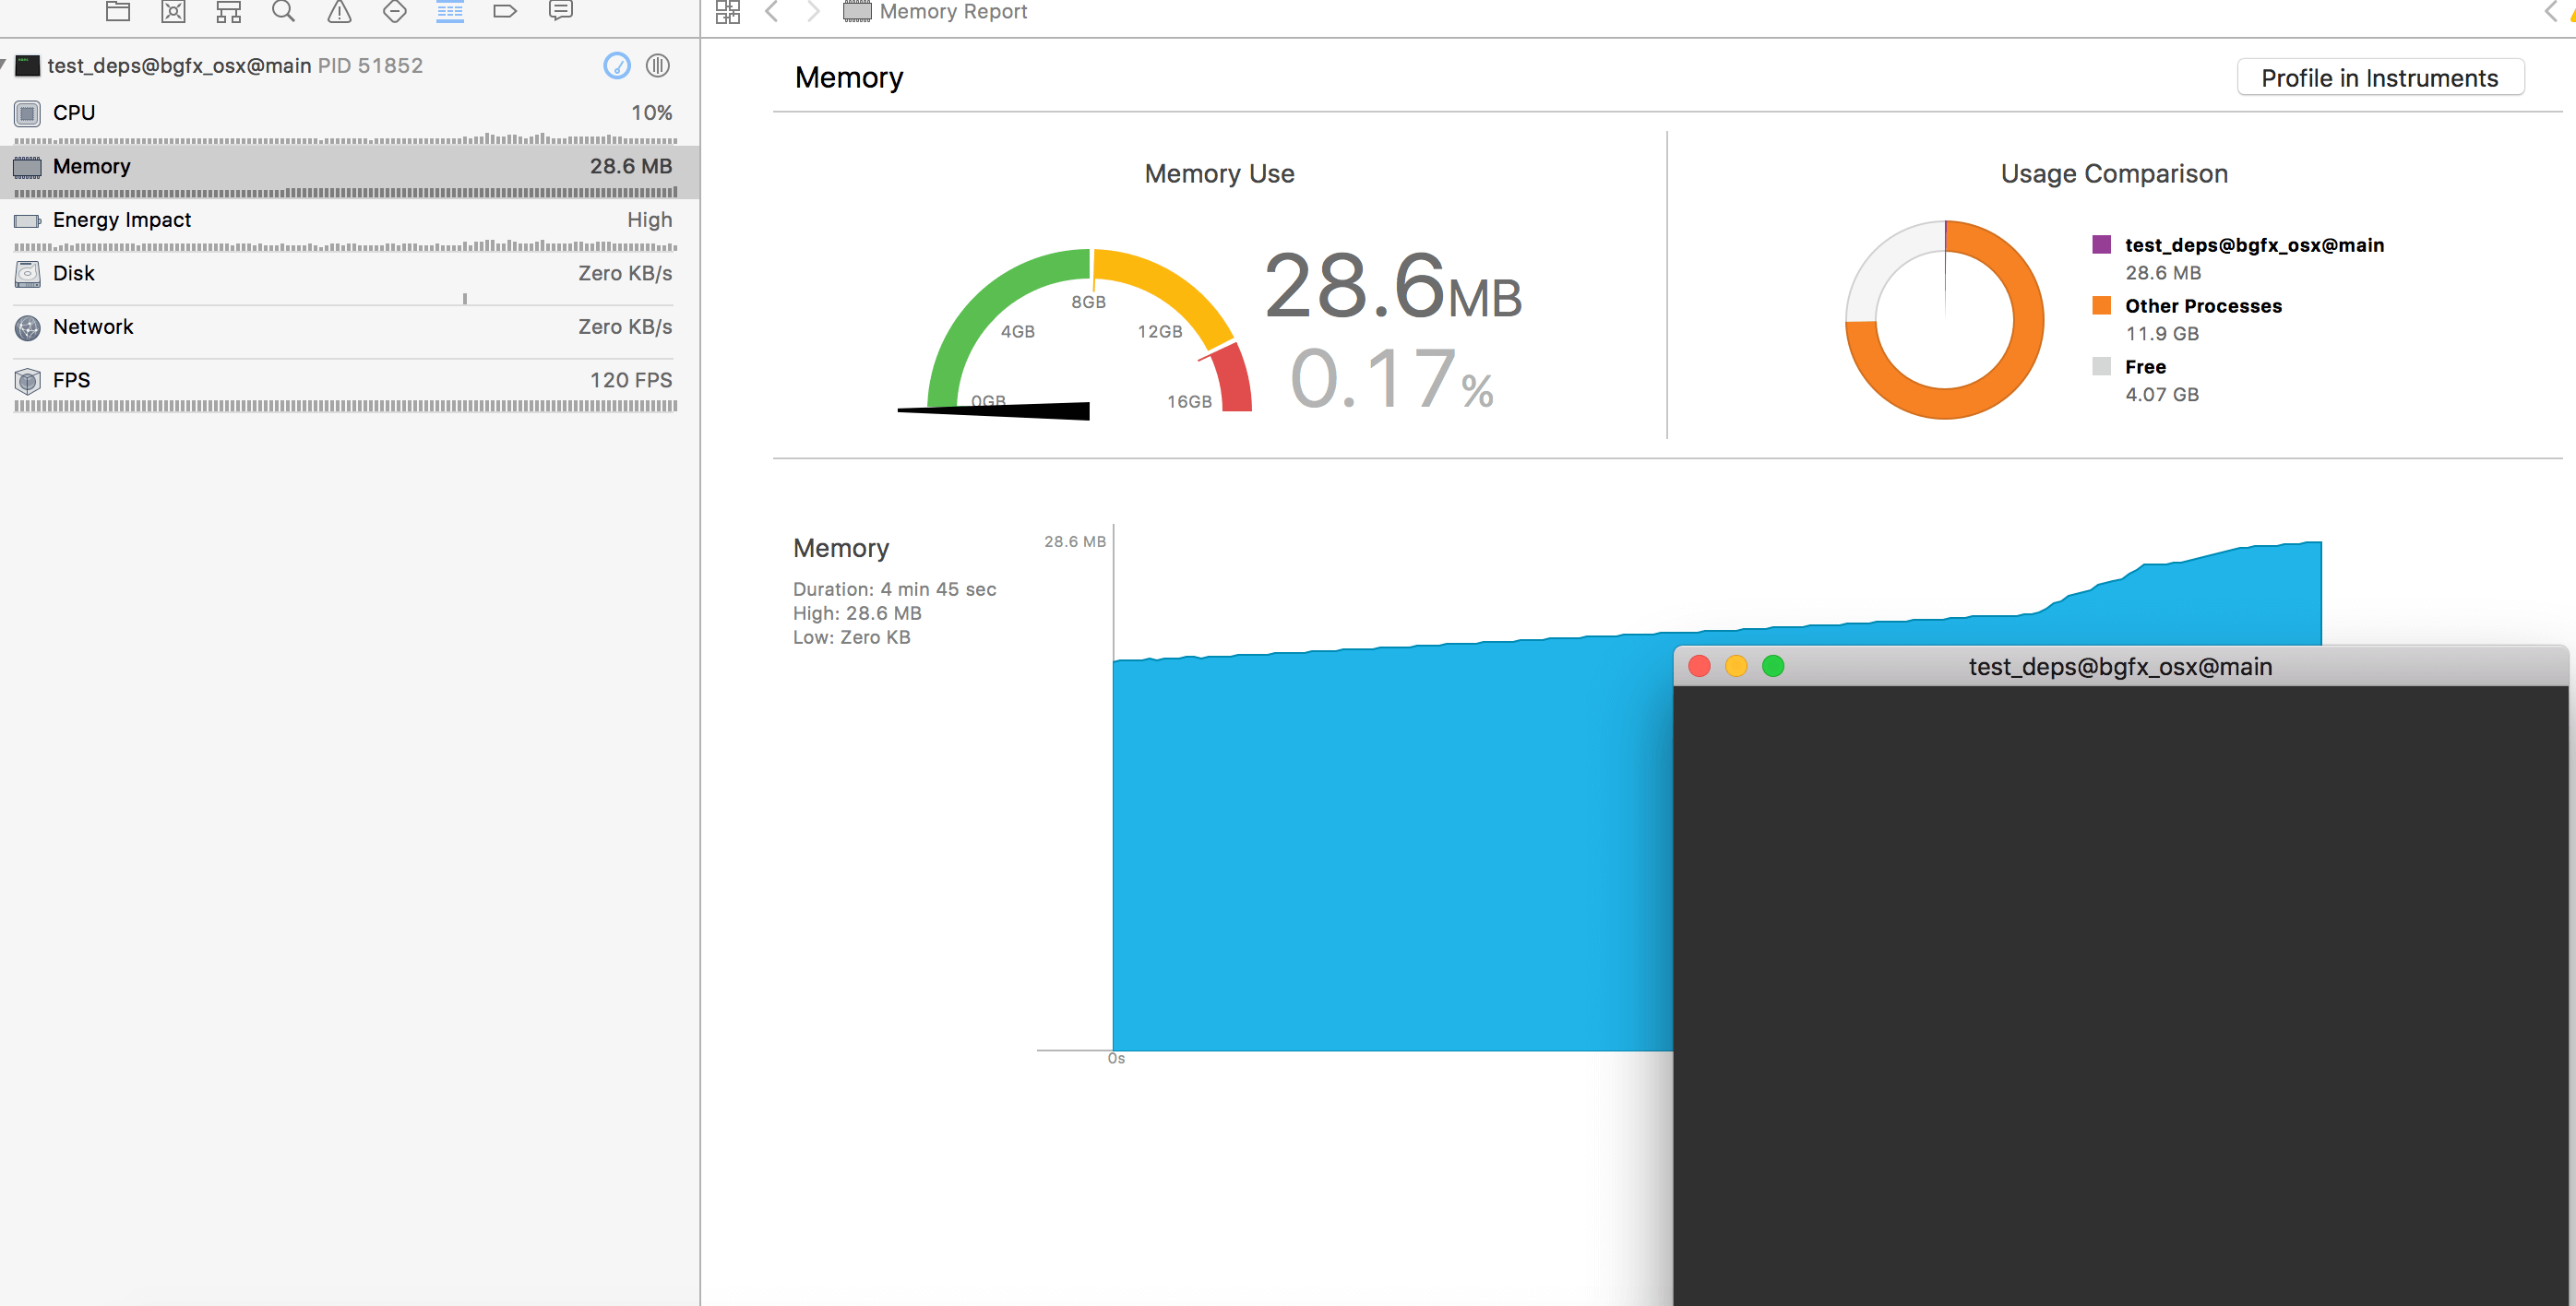 Memory Report
test_deps@bgfx_osx@main PID 51852
CPU 10%
Memory 28.6 MB
Energy Impact High
Disk Zero KB/s
Network Zero KB/s
FPS 120 FPS
Memory
Profile in Instruments
Memory Use
0GB
4GB
8GB
12GB
16GB
28.6MB
0.17%
Usage Comparison
test_deps@bgfx_osx@main
28.6 MB
Other Processes
11.9 GB
Free
4.07 GB
Memory
Duration: 4 min 45 sec
High: 28.6 MB
Low: Zero KB
28.6 MB
0s
test_deps@bgfx_osx@main